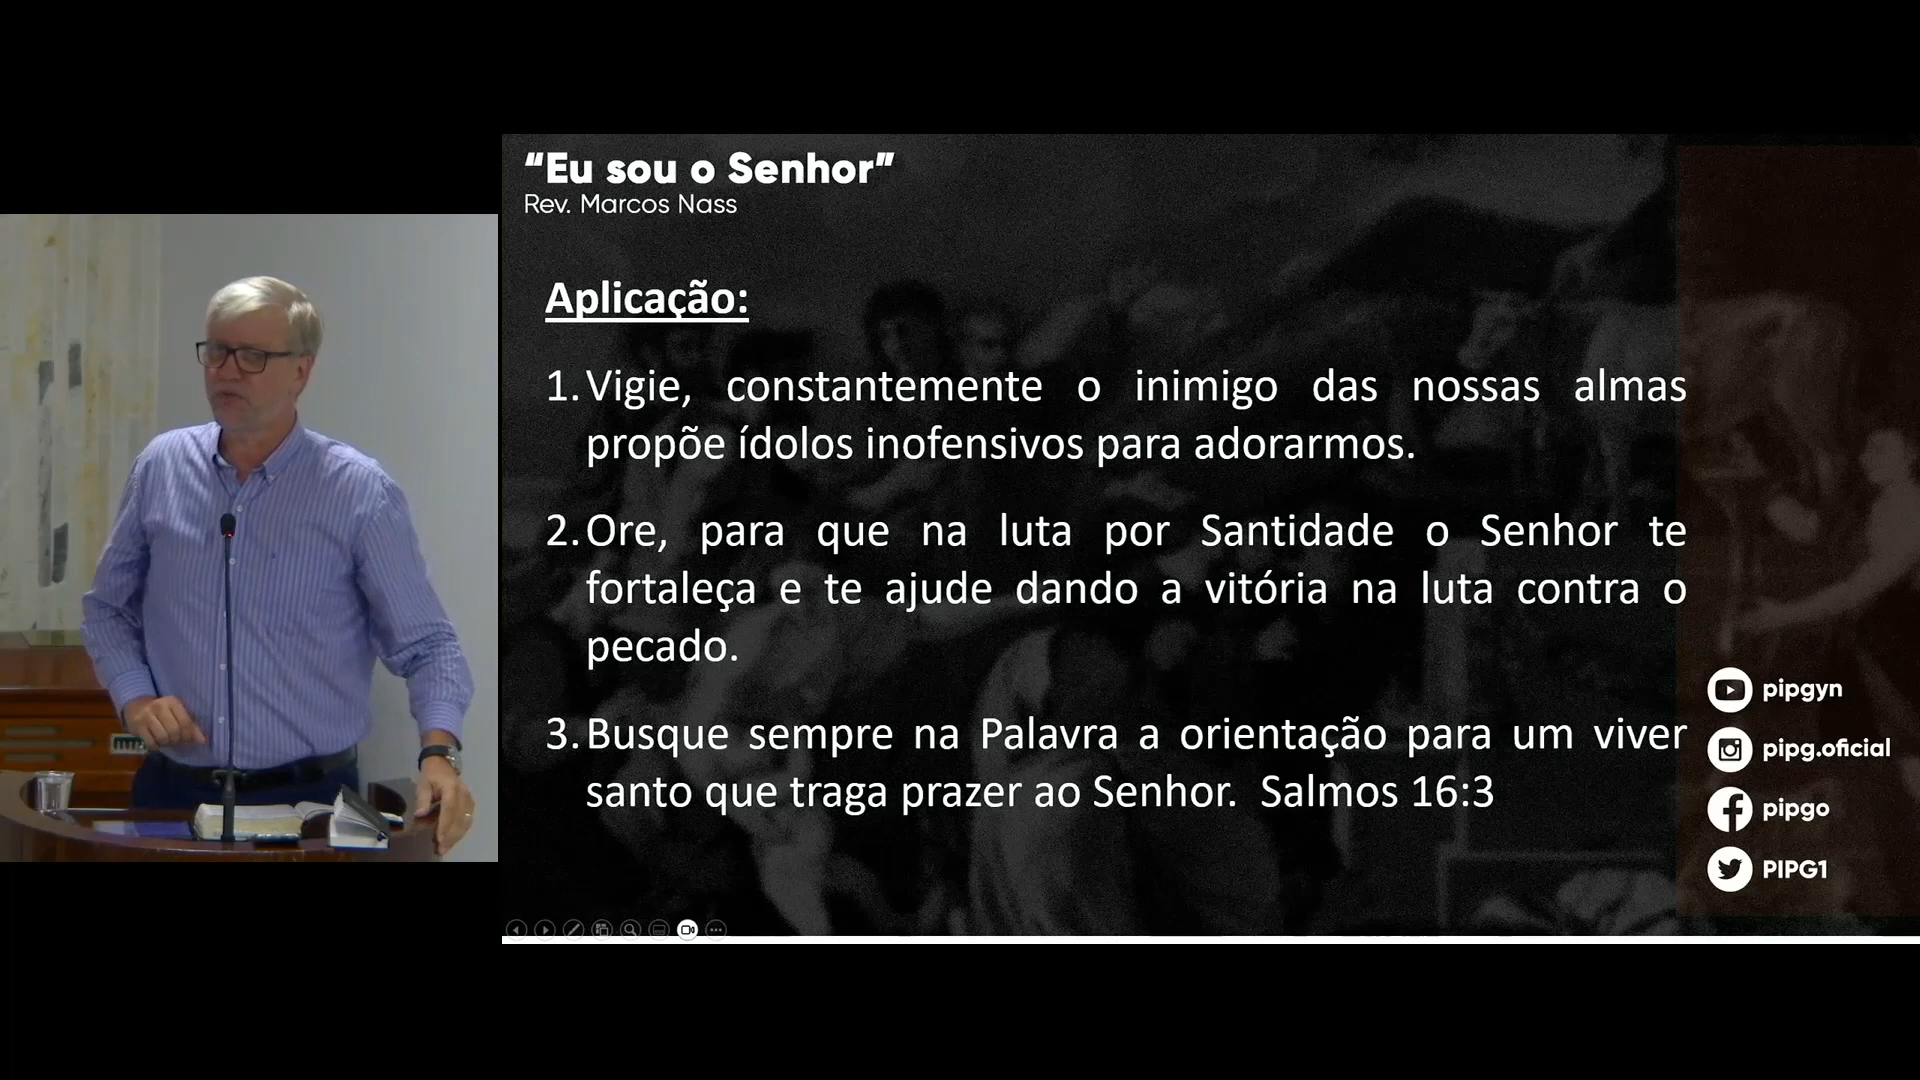 “Eu sou o Senhor”
Rev. Marcos Nass
Aplicação:
1. Vigie, constantemente o inimigo das nossas almas
propõe ídolos inofensivos para adorarmos.
2. Ore, para que na luta por Santidade o Senhor te
fortaleça e te ajude dando a vitória na luta contra o
pecado.
3. Busque sempre na Palavra a orientação para um viver
santo que traga prazer ao Senhor.  Salmos 16:3
pipgyn
pipg.oficial
pipgo
PIPG1